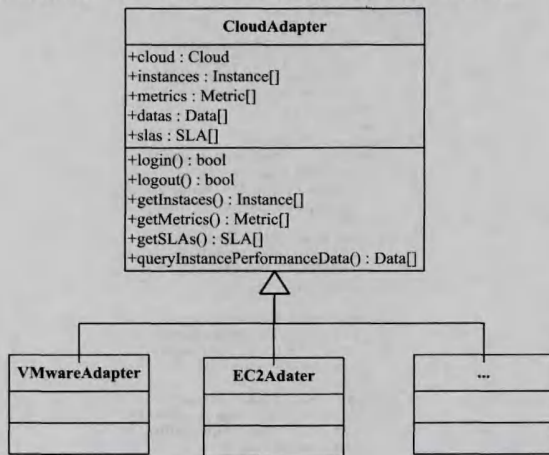 CloudAdapter
+cloud : Cloud
+instances : Instance[]
+metrics : Metric[]
+datas : Data[]
+slas : SLA[]
+login() : bool
+logout() : bool
+getInstaces() : Instance[]
+getMetrics() : Metric[]
+getSLAs() : SLA[]
+queryInstancePerformanceData() : Data[]
VMwareAdapter
EC2Adater
...